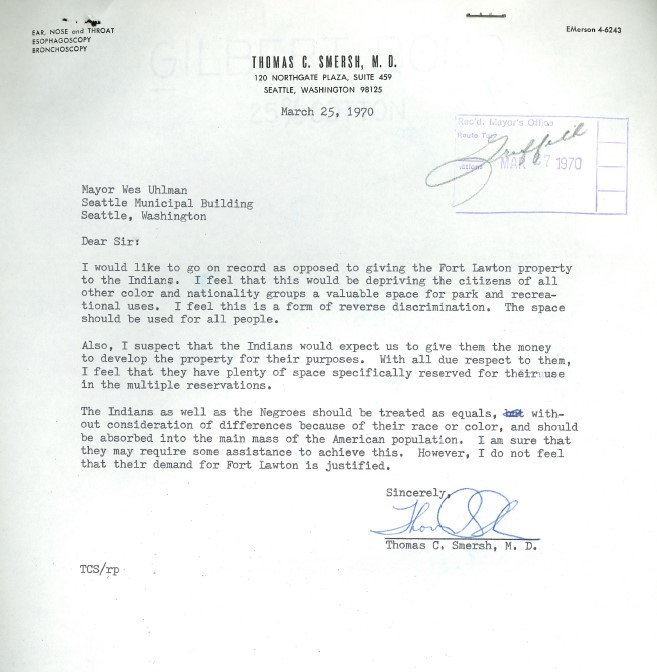 EAR, NOSE and THROAT
ESOPHAGOSCOPY
BRONCHOSCOPY
EMerson 4-6243
THOMAS C. SMERSH, M. D.
120 NORTHGATE PLAZA, SUITE 459
SEATTLE, WASHINGTON 98125
March 25, 1970
Rec'd. Mayor's Office
Route To
MAR 27 1970
Mayor Wes Uhlman
Seattle Municipal Building
Seattle, Washington
Dear Sir:
I would like to go on record as opposed to giving the Fort Lawton property
to the Indians. I feel that this would be depriving the citizens of all
other color and nationality groups a valuable space for park and recrea-
tional uses. I feel this is a form of reverse discrimination. The space
should be used for all people.
Also, I suspect that the Indians would expect us to give them the money
to develop the property for their purposes. With all due respect to them,
I feel that they have plenty of space specifically reserved for their use
in the multiple reservations.
The Indians as well as the Negroes should be treated as equals, with-
out consideration of differences because of their race or color, and should
be absorbed into the main mass of the American population. I am sure that
they may require some assistance to achieve this. However, I do not feel
that their demand for Fort Lawton is justified.
Sincerely,
Thomas C. Smersh, M. D.
TCS/rp